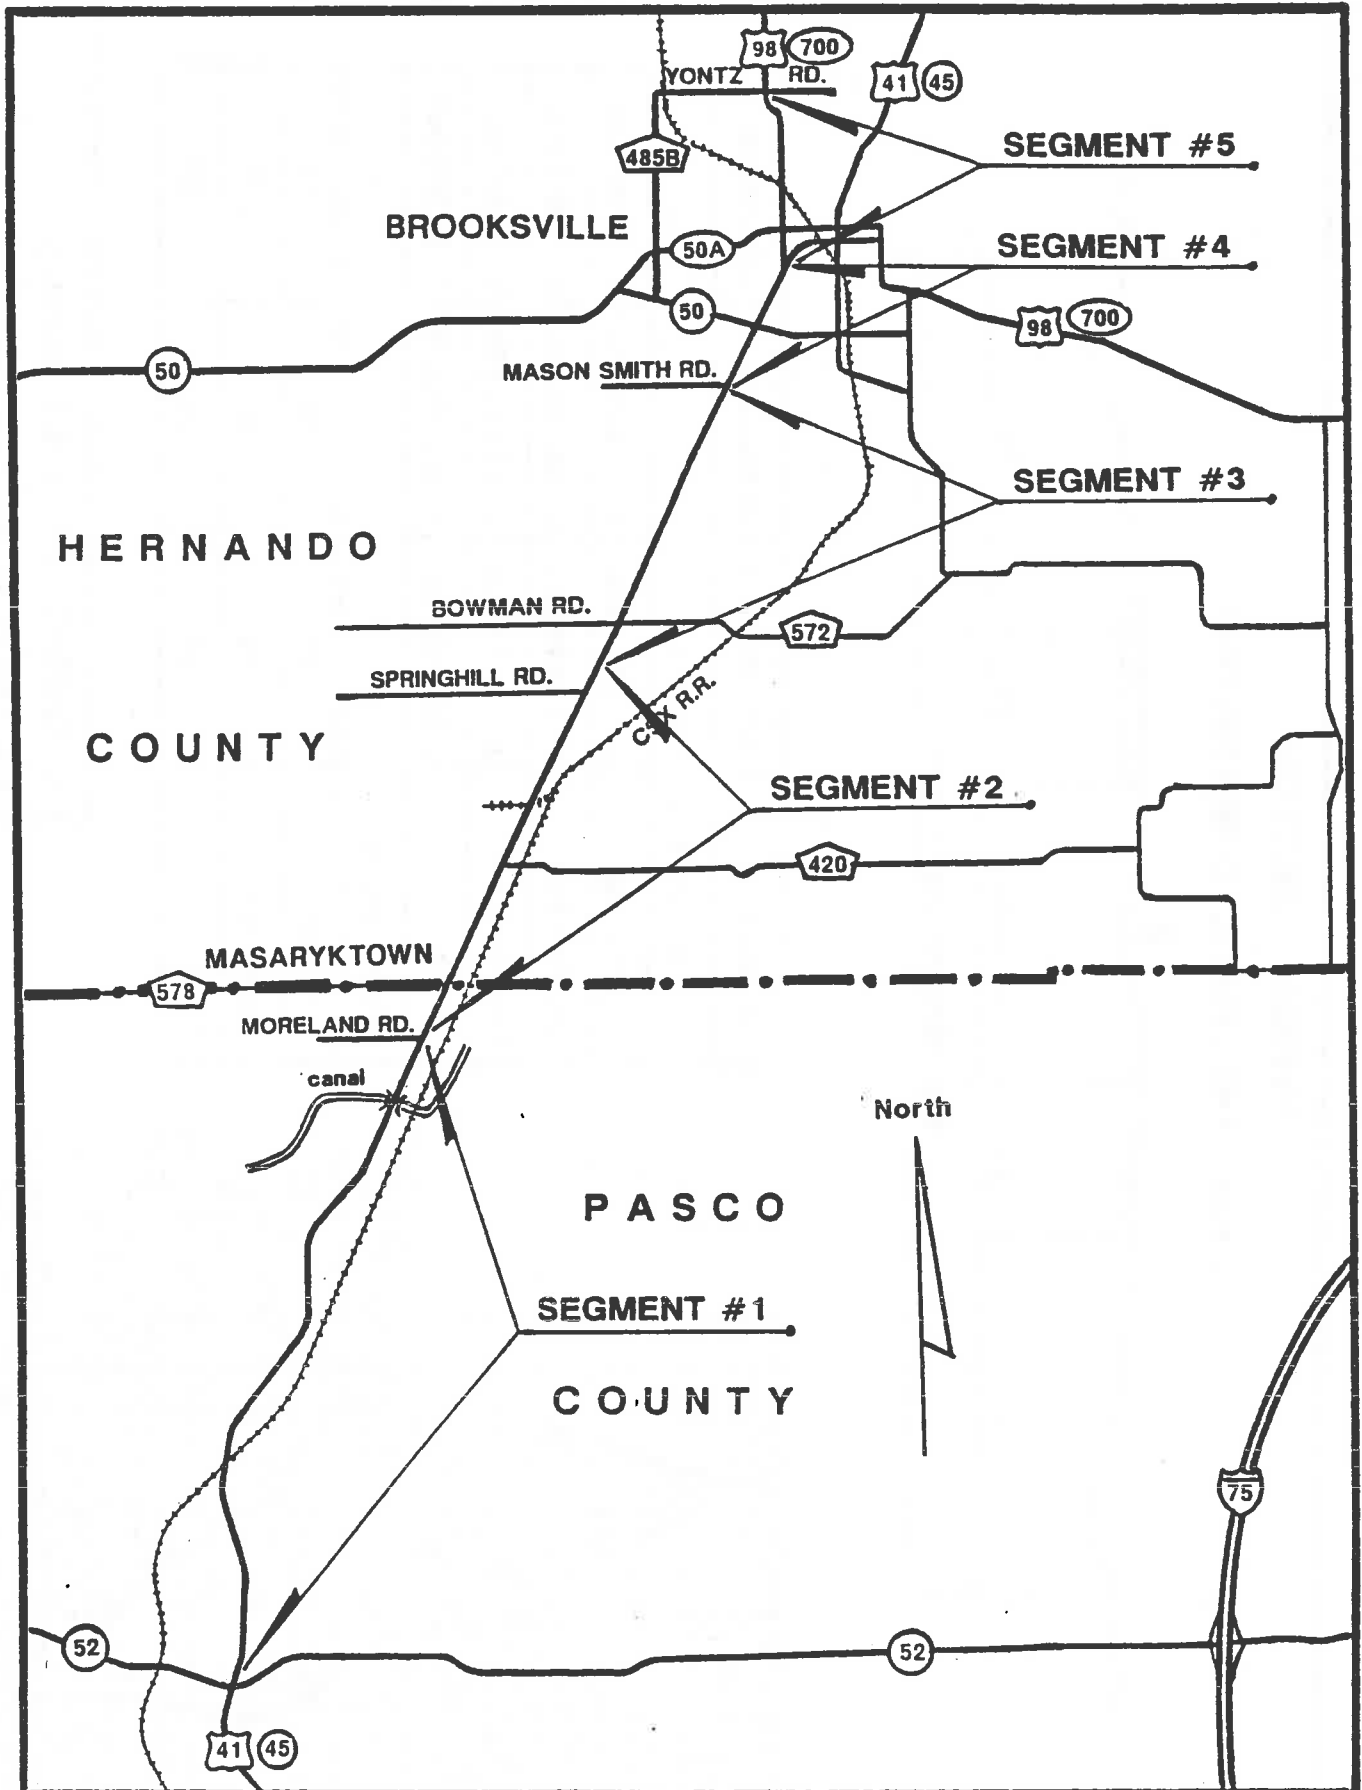 98 700
YONTZ RD.
41 45
SEGMENT #5
485B
BROOKSVILLE
50A
SEGMENT #4
50
98 700
50
MASON SMITH RD.
SEGMENT #3
HERNANDO
BOWMAN RD.
572
SPRINGHILL RD.
CSX R.R.
COUNTY
SEGMENT #2
420
MASARYKTOWN
578
MORELAND RD.
canal
North
PASCO
SEGMENT #1
COUNTY
75
52
52
41 45